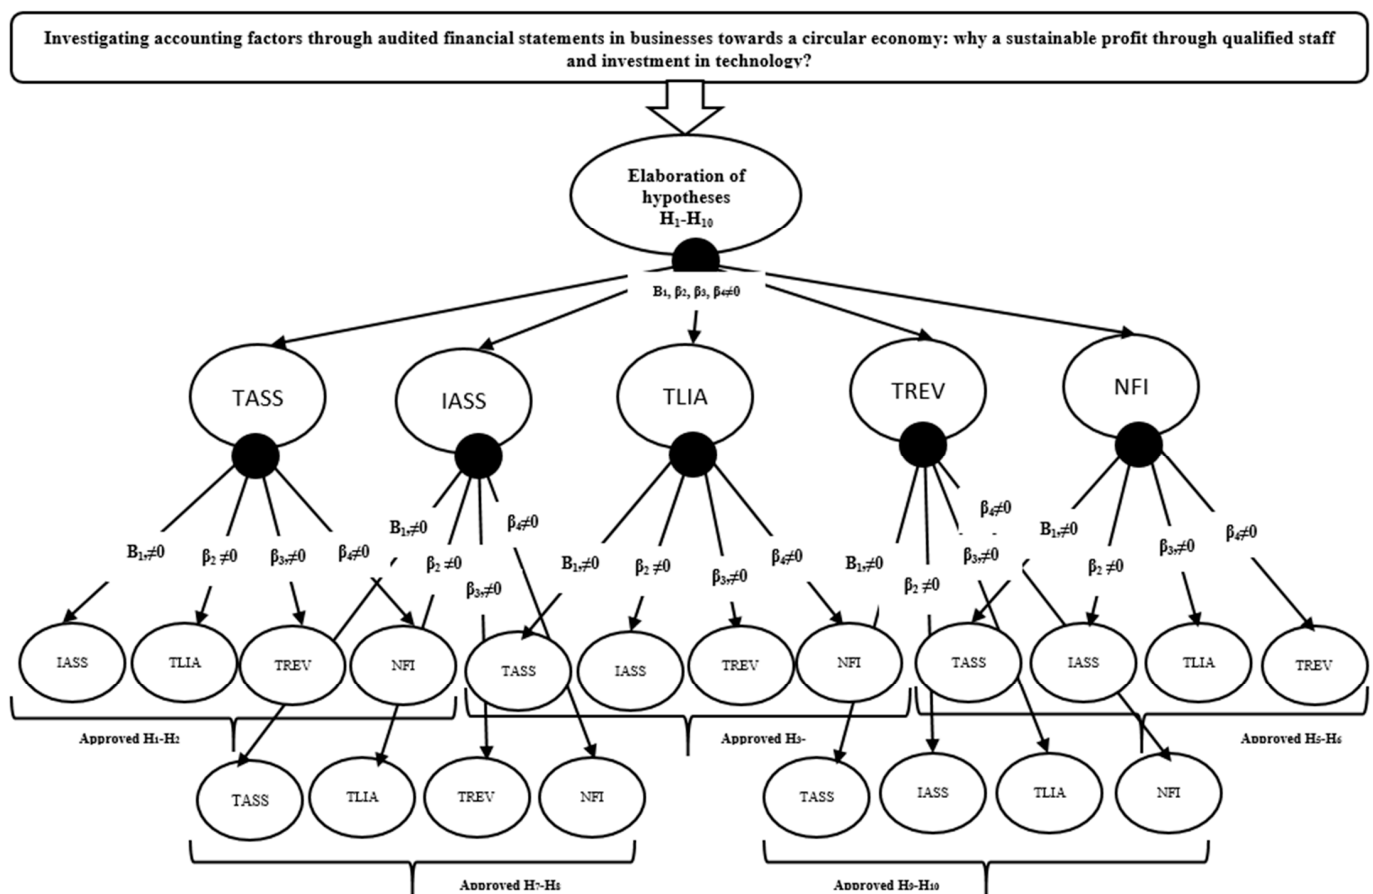 Investigating accounting factors through audited financial statements in businesses towards a circular economy: why a sustainable profit through qualified staff
and investment in technology?
Elaboration of
hypotheses
H₁-H₁₀
B₁, β₂, β₃, β₄≠0
TASS
IASS
TLIA
TREV
NFI
B₁,≠0
β₂ ≠0
β₃,≠0
β₄≠0
B₁,≠0
β₂ ≠0
β₃,≠0
β₄≠0
B₁,≠0
β₂ ≠0
β₃,≠0
β₄≠0
B₁,≠0
β₂ ≠0
β₃,≠0
β₄≠0
B₁,≠0
β₂ ≠0
β₃,≠0
β₄≠0
IASS
TLIA
TREV
NFI
TASS
IASS
TREV
NFI
TASS
IASS
TLIA
TREV
Approved H₁-H₂
Approved H₃-
Approved H₅-H₆
TASS
TLIA
TREV
NFI
TASS
IASS
TLIA
NFI
Approved H₇-H₈
Approved H₉-H₁₀